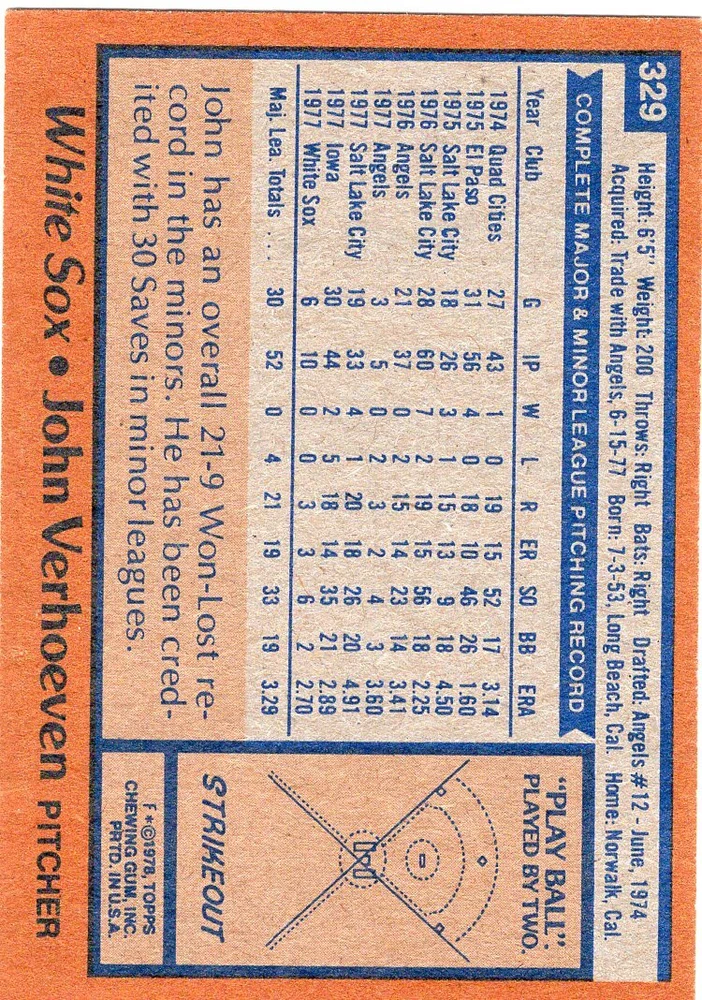 329
Height: 6'5" Weight: 200 Throws: Right Bats: Right Drafted: Angels #12 - June, 1974
Acquired: Trade with Angels, 6-15-77 Born: 7-3-53, Long Beach, Cal. Home: Norwalk, Cal.
COMPLETE MAJOR & MINOR LEAGUE PITCHING RECORD
Year Club G IP W L R ER SO BB ERA
1974 Quad Cities 27 43 1 0 19 15 52 17 3.14
1975 El Paso 31 56 4 0 18 10 46 26 1.60
1975 Salt Lake City 18 26 3 1 15 13 9 18 4.50
1976 Salt Lake City 28 60 7 2 19 15 56 18 2.25
1976 Angels 21 37 0 2 15 14 23 14 3.41
1977 Angels 3 5 0 2 3 2 4 3 3.60
1977 Salt Lake City 19 33 4 1 20 18 26 20 4.91
1977 Iowa 30 44 2 5 18 14 35 21 2.89
1977 White Sox 6 10 0 0 3 3 6 2 2.70
Maj. Lea. Totals .... 30 52 0 4 21 19 33 19 3.29
John has an overall 21-9 Won-Lost re-
cord in the minors. He has been cred-
ited with 30 Saves in minor leagues.
"PLAY BALL".
PLAYED BY TWO.
STRIKEOUT
F*©1978, TOPPS
CHEWING GUM, INC.
PRTD. IN U.S.A.
White Sox • John Verhoeven PITCHER